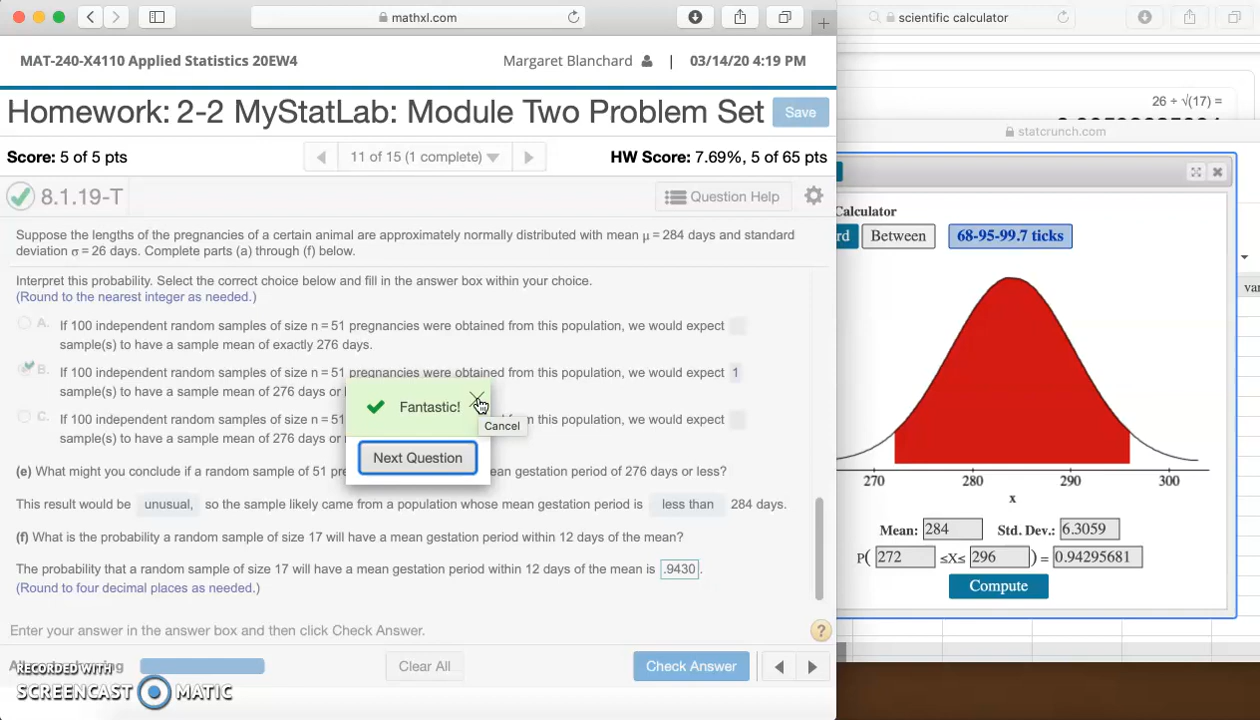 mathxl.com
scientific calculator
MAT-240-X4110 Applied Statistics 20EW4
Margaret Blanchard | 03/14/20 4:19 PM
Homework: 2-2 MyStatLab: Module Two Problem Set
Save
Score: 5 of 5 pts
11 of 15 (1 complete)
HW Score: 7.69%, 5 of 65 pts
8.1.19-T
Question Help
Suppose the lengths of the pregnancies of a certain animal are approximately normally distributed with mean μ = 284 days and standard
deviation σ = 26 days. Complete parts (a) through (f) below.
Interpret this probability. Select the correct choice below and fill in the answer box within your choice.
(Round to the nearest integer as needed.)
A. If 100 independent random samples of size n = 51 pregnancies were obtained from this population, we would expect
sample(s) to have a sample mean of exactly 276 days.
B. If 100 independent random samples of size n = 51 pregnancies were obtained from this population, we would expect 1
sample(s) to have a sample mean of 276 days or
C. If 100 independent random samples of size n = 51 of this population, we would expect
sample(s) to have a sample mean of 276 days or
Fantastic!
Cancel
Next Question
(e) What might you conclude if a random sample of 51 mean gestation period of 276 days or less?
This result would be unusual, so the sample likely came from a population whose mean gestation period is less than 284 days.
(f) What is the probability a random sample of size 17 will have a mean gestation period within 12 days of the mean?
The probability that a random sample of size 17 will have a mean gestation period within 12 days of the mean is .9430.
(Round to four decimal places as needed.)
Enter your answer in the answer box and then click Check Answer.
?
Clear All
Check Answer
RECORDED WITH
SCREENCAST MATIC
26 ÷ √(17) =
statcrunch.com
Calculator
rd
Between
68-95-99.7 ticks
270 280 290 300
x
Mean: 284 Std. Dev.: 6.3059
P( 272 ≤X≤ 296 ) = 0.94295681
Compute
var